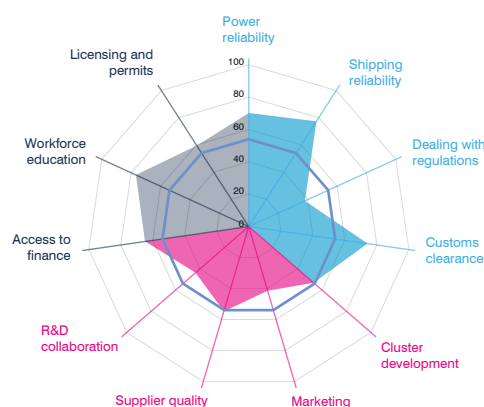 Power
reliability
Licensing and
permits
Shipping
reliability
100
80
60
40
20
0
Workforce
education
Dealing with
regulations
Access to
finance
Customs
clearance
R&D
collaboration
Cluster
development
Supplier quality
Marketing